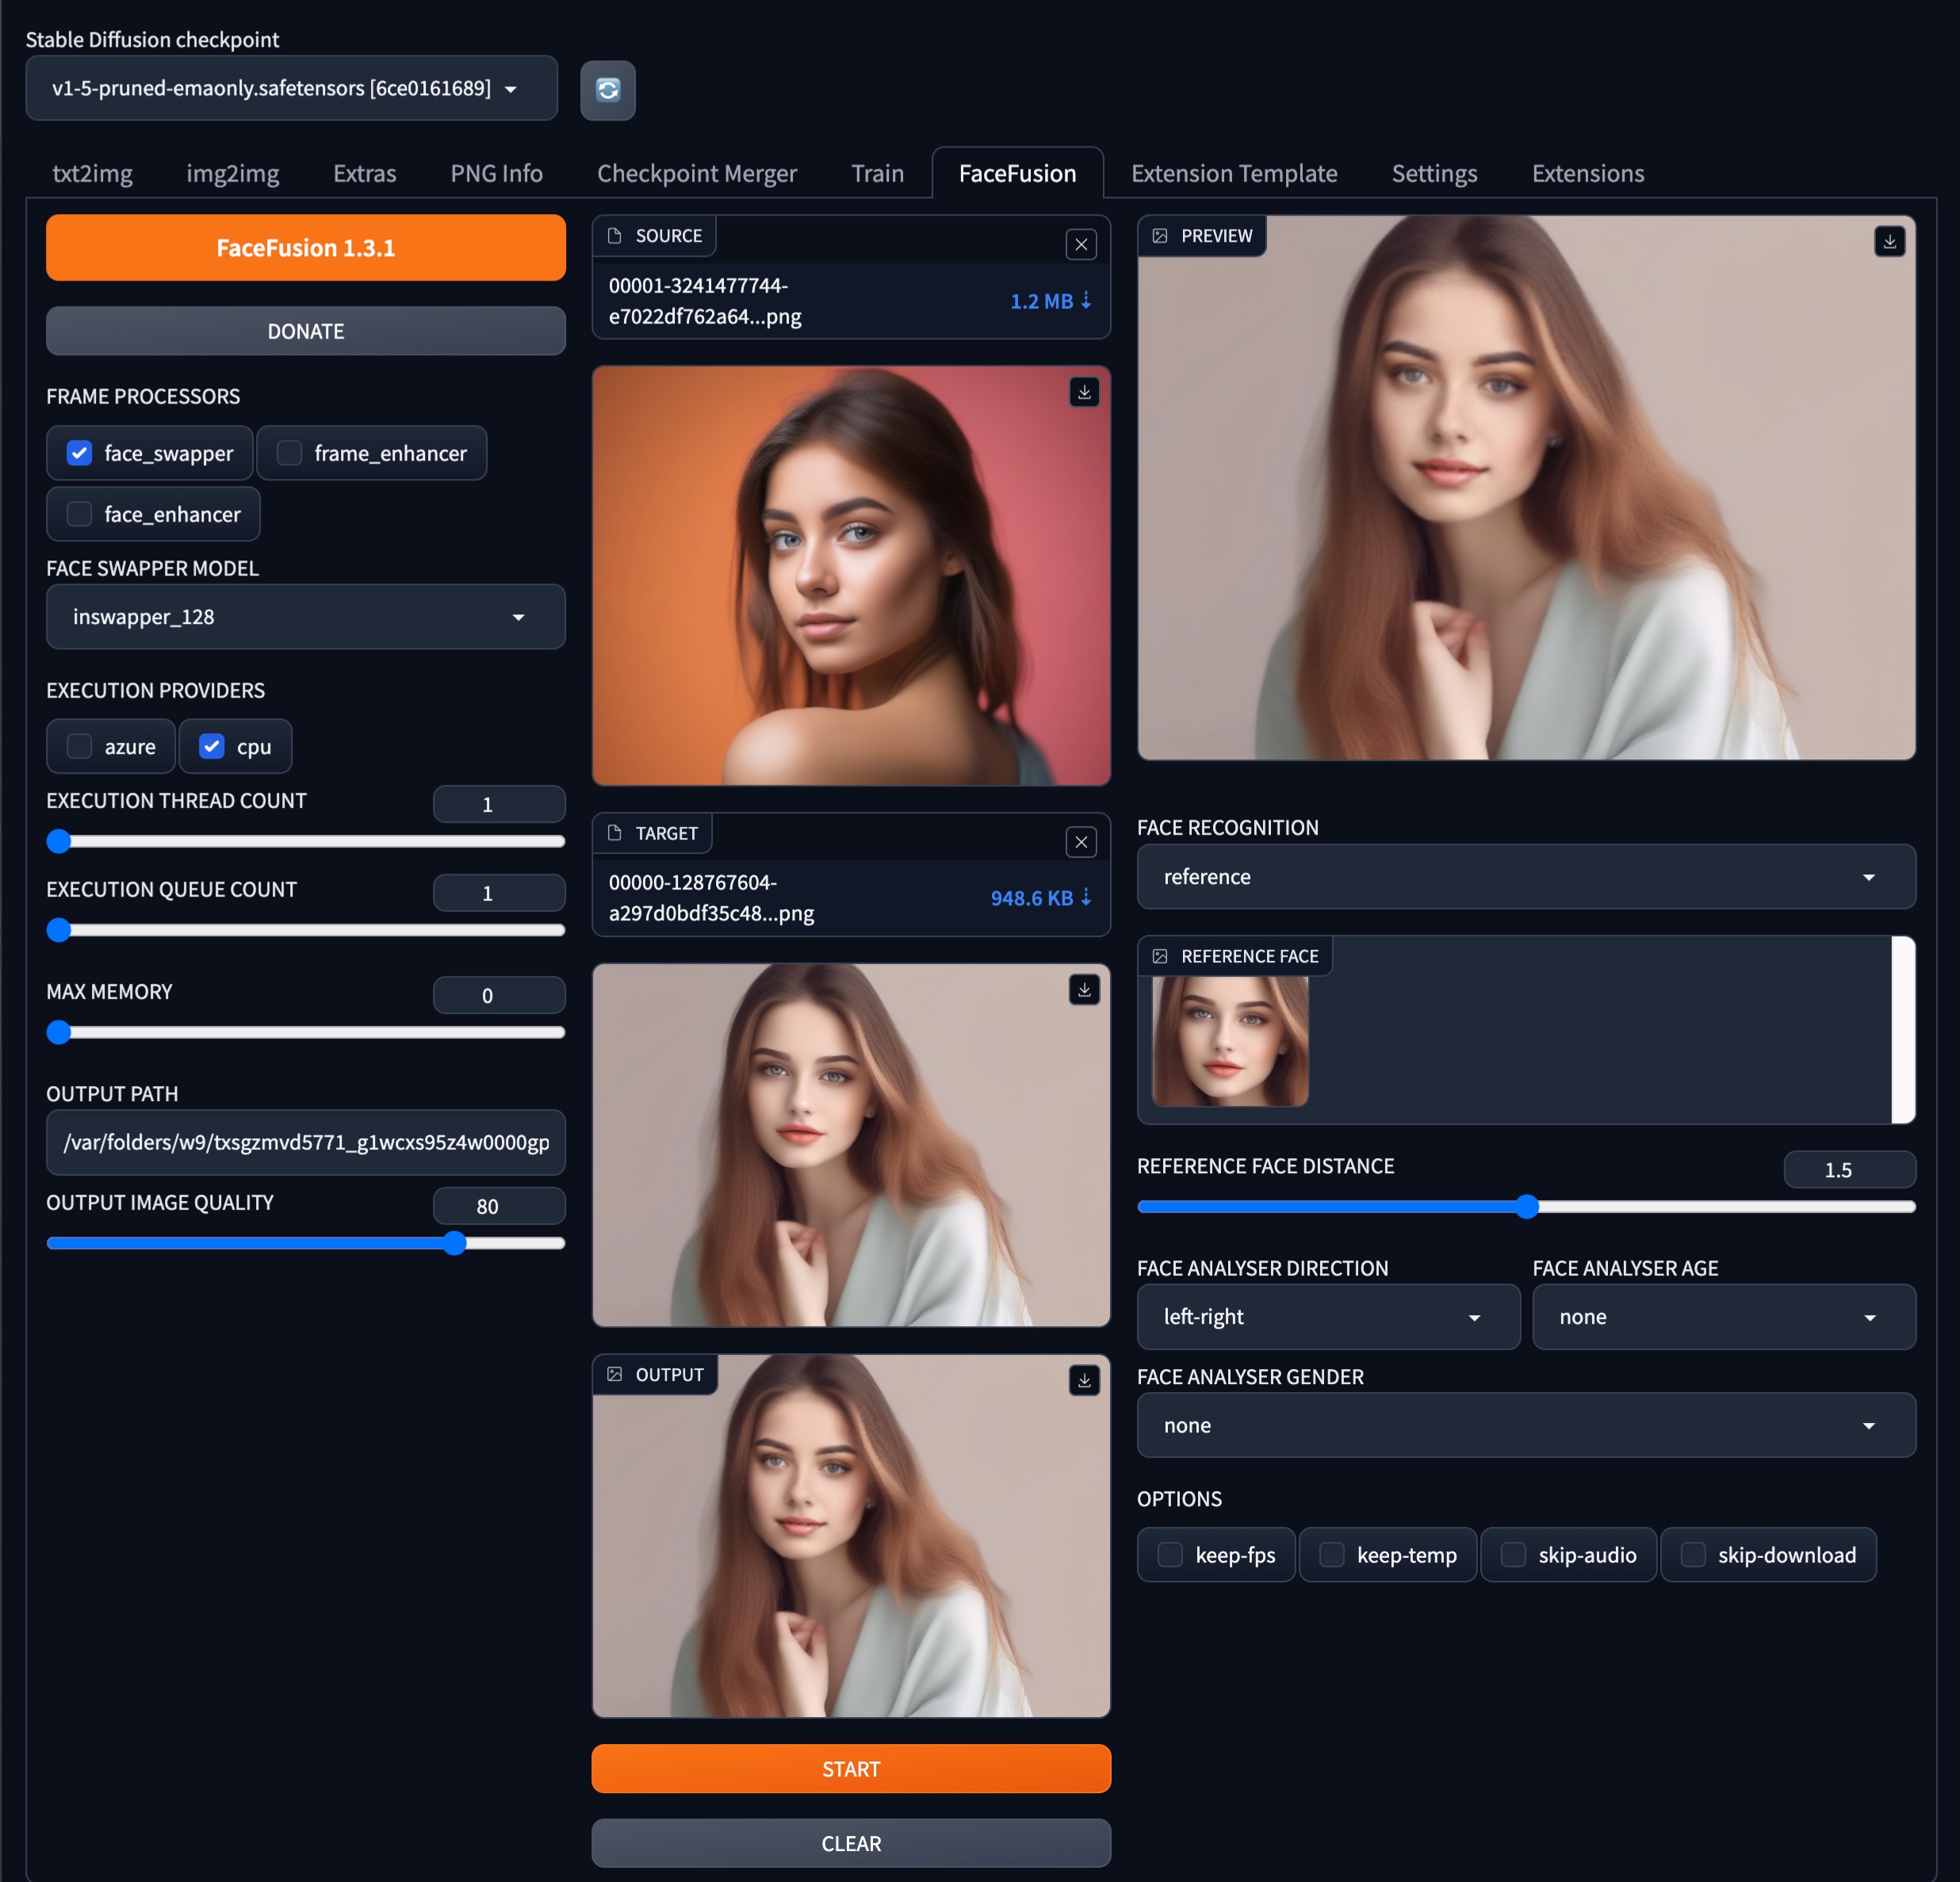 Stable Diffusion checkpoint
v1-5-pruned-emaonly.safetensors [6ce0161689]
txt2img
img2img
Extras
PNG Info
Checkpoint Merger
Train
FaceFusion
Extension Template
Settings
Extensions
FaceFusion 1.3.1
DONATE
FRAME PROCESSORS
face_swapper
frame_enhancer
face_enhancer
FACE SWAPPER MODEL
inswapper_128
EXECUTION PROVIDERS
azure
cpu
EXECUTION THREAD COUNT
1
EXECUTION QUEUE COUNT
1
MAX MEMORY
0
OUTPUT PATH
/var/folders/w9/txsgzmvd5771_g1wcxs95z4w0000gp
OUTPUT IMAGE QUALITY
80
SOURCE
00001-3241477744-
e7022df762a64...png
1.2 MB ⇣
TARGET
00000-128767604-
a297d0bdf35c48...png
948.6 KB ⇣
OUTPUT
START
CLEAR
PREVIEW
FACE RECOGNITION
reference
REFERENCE FACE
REFERENCE FACE DISTANCE
1.5
FACE ANALYSER DIRECTION
left-right
FACE ANALYSER AGE
none
FACE ANALYSER GENDER
none
OPTIONS
keep-fps
keep-temp
skip-audio
skip-download